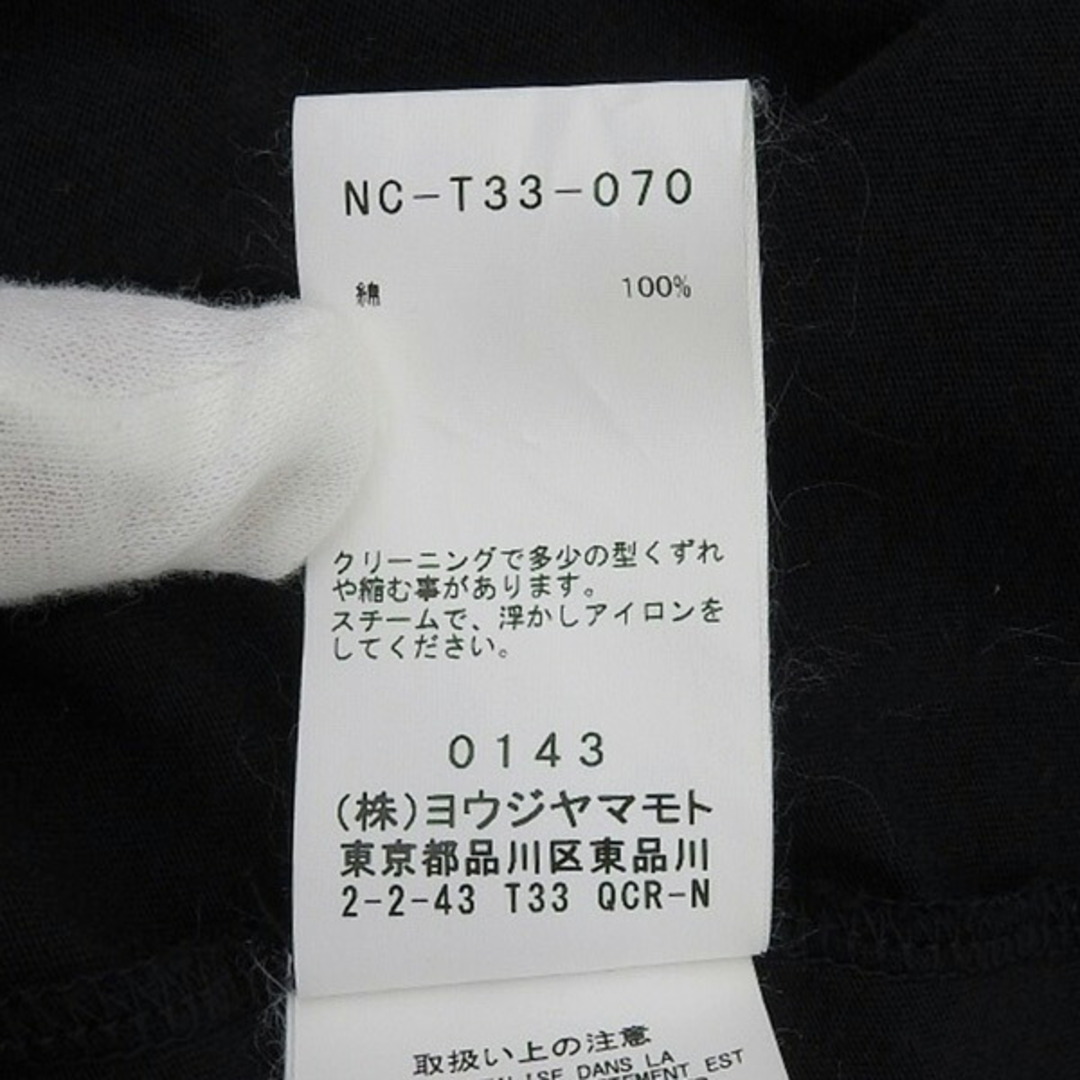 NC-T33-070
綿 100%
クリーニングで多少の型くずれ
や縮む事があります。
スチームで、浮かしアイロンを
してください。
0143
(株)ヨウジヤマモト
東京都品川区東品川
2-2-43 T33 QCR-N
取扱い上の注意
DANS LA
EST